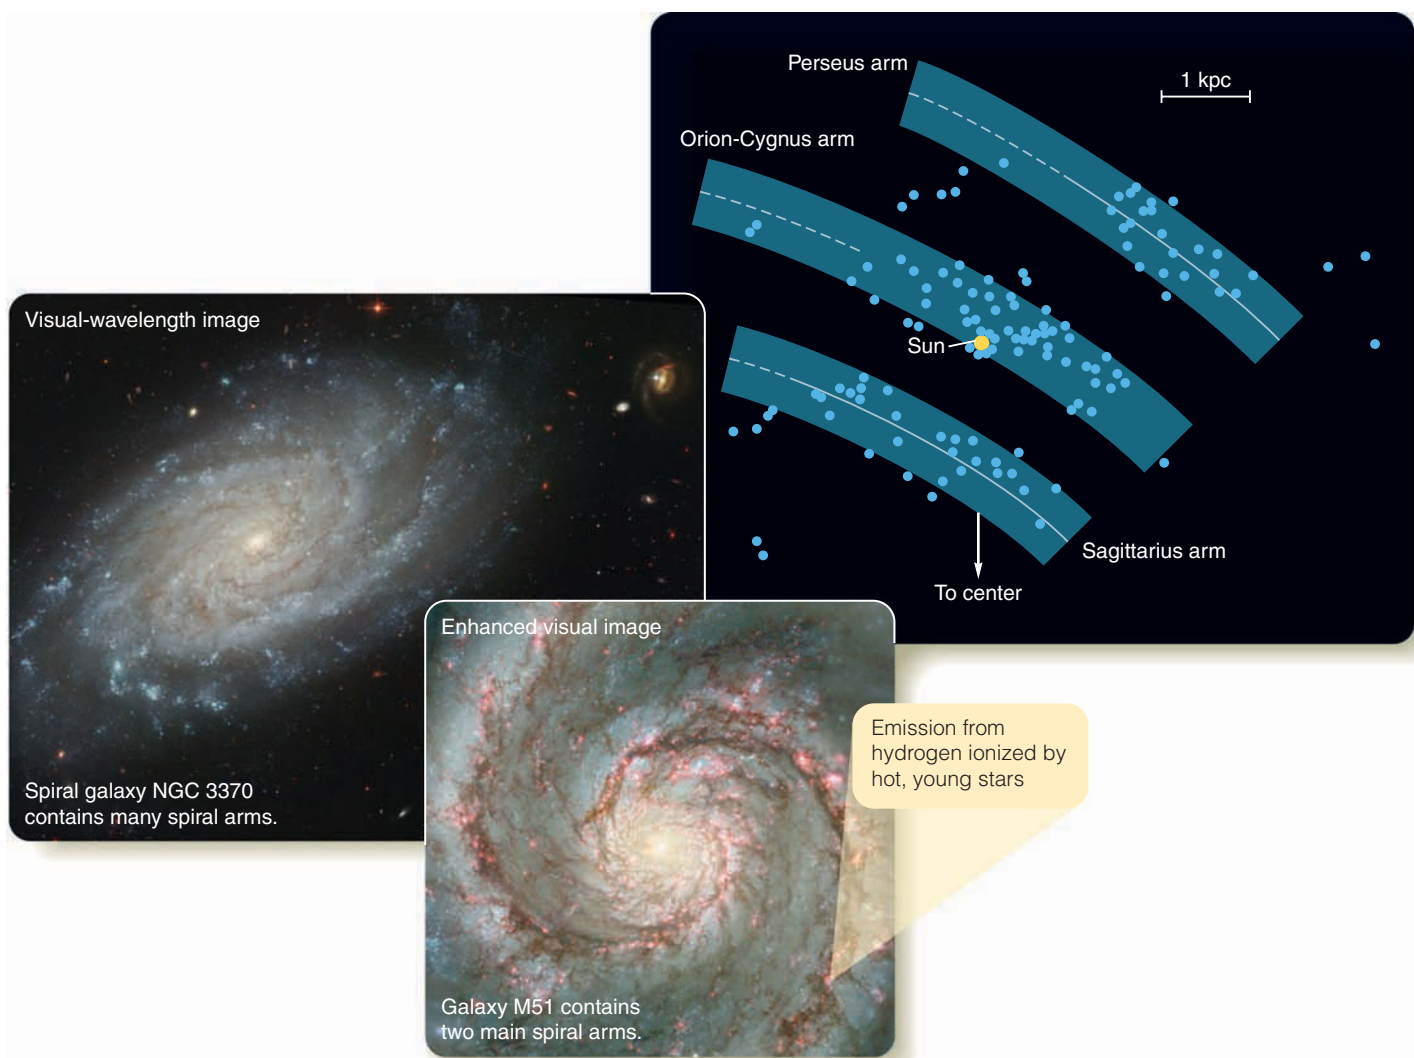 Perseus arm
1 kpc
Orion-Cygnus arm
Sun
Sagittarius arm
To center
Visual-wavelength image
Spiral galaxy NGC 3370
contains many spiral arms.
Enhanced visual image
Emission from
hydrogen ionized by
hot, young stars
Galaxy M51 contains
two main spiral arms.